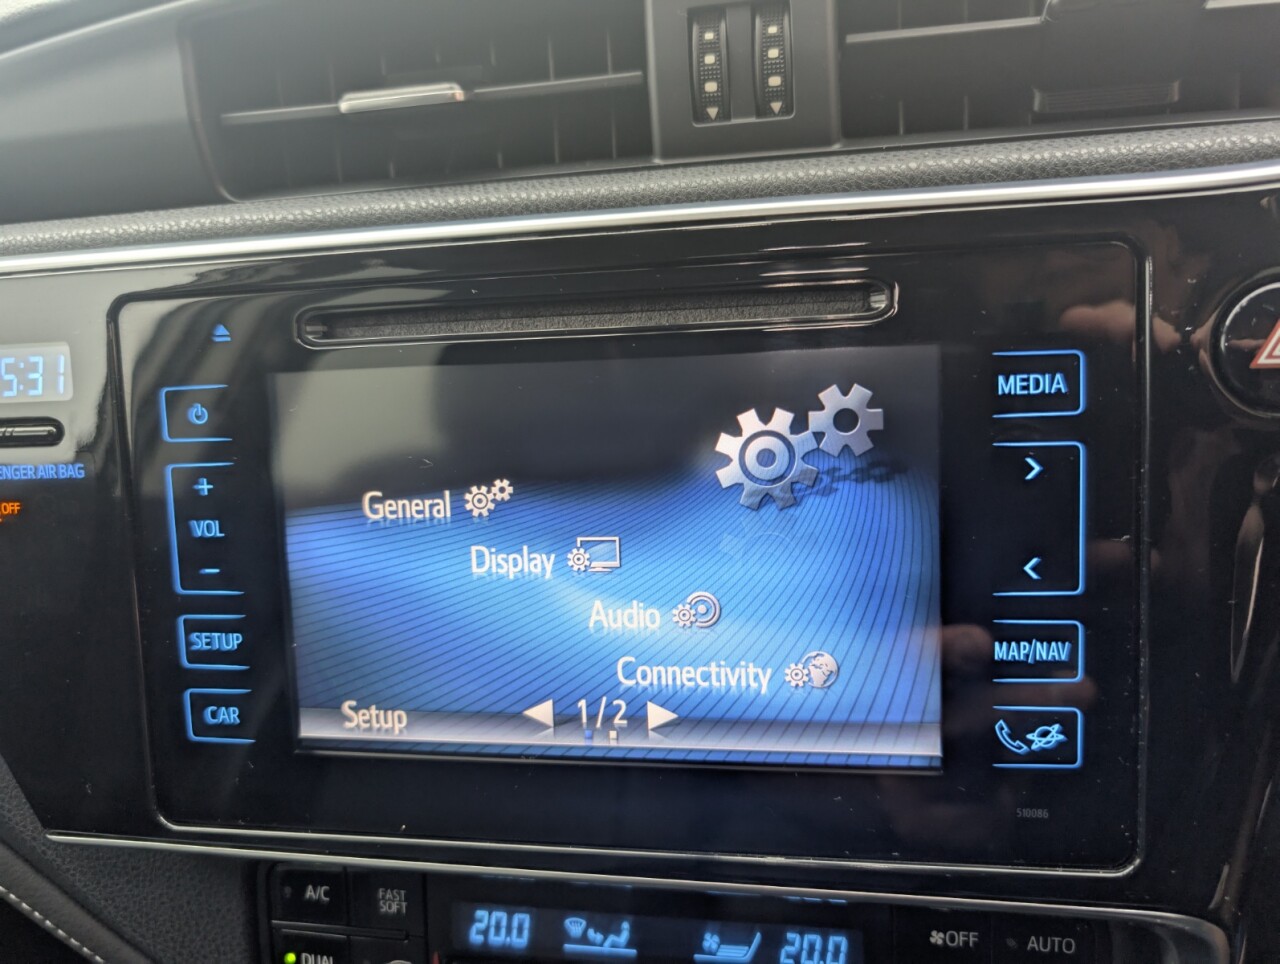 5:31
ENGER AIR BAG
OFF
VOL
SETUP
CAR
General
Display
Audio
Connectivity
Setup
1/2
MEDIA
MAP/NAV
510086
A/C
FAST
SOFT
DUAL
20.0
20.0
OFF
AUTO